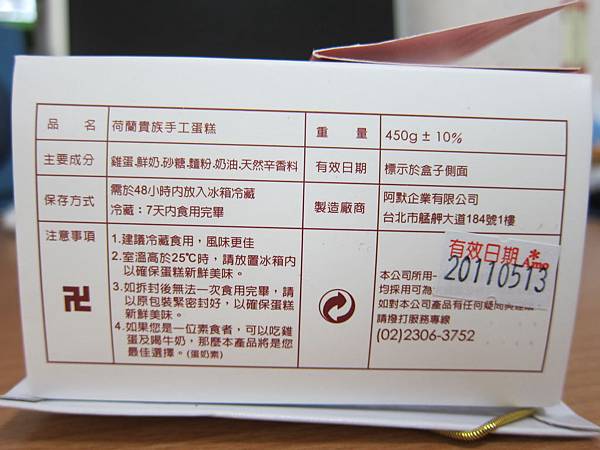 品名 荷蘭貴族手工蛋糕 重量 450g ± 10%
主要成分 雞蛋.鮮奶.砂糖.麵粉.奶油.天然辛香料 有效日期 標示於盒子側面
保存方式 需於48小時內放入冰箱冷藏
冷藏：7天內食用完畢
製造廠商 阿默企業有限公司
台北市艋舺大道184號1樓
注意事項
卍
1.建議冷藏食用，風味更佳
2.室溫高於25℃時，請放置冰箱內
以確保蛋糕新鮮美味。
3.如拆封後無法一次食用完畢，請
以原包裝緊密封好，以確保蛋糕
新鮮美味。
4.如果您是一位素食者，可以吃雞
蛋及喝牛奶，那麼本產品將是您
最佳選擇。(蛋奶素)
有效日期
Amo
20110513
本公司所用
均採用可為
如對本公司產品有任何疑問
請撥打服務專線
(02)2306-3752